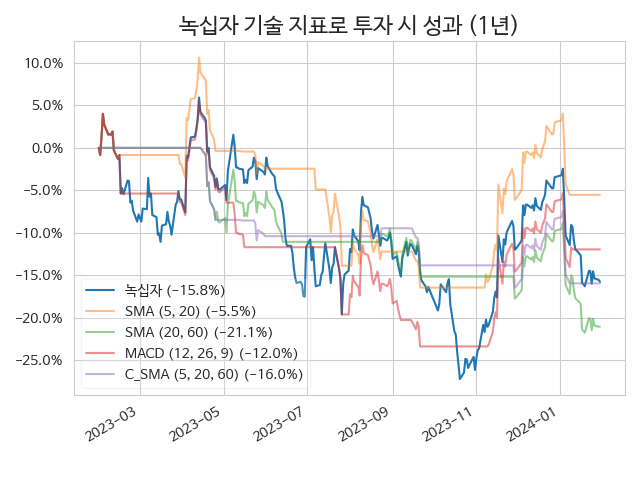 녹십자 기술 지표로 투자 시 성과 (1년)
10.0%
5.0%
0.0%
−5.0%
−10.0%
−15.0%
−20.0%
−25.0%
녹십자 (−15.8%)
SMA (5, 20) (−5.5%)
SMA (20, 60) (−21.1%)
MACD (12, 26, 9) (−12.0%)
C_SMA (5, 20, 60) (−16.0%)
2023−03
2023−05
2023−07
2023−09
2023−11
2024−01